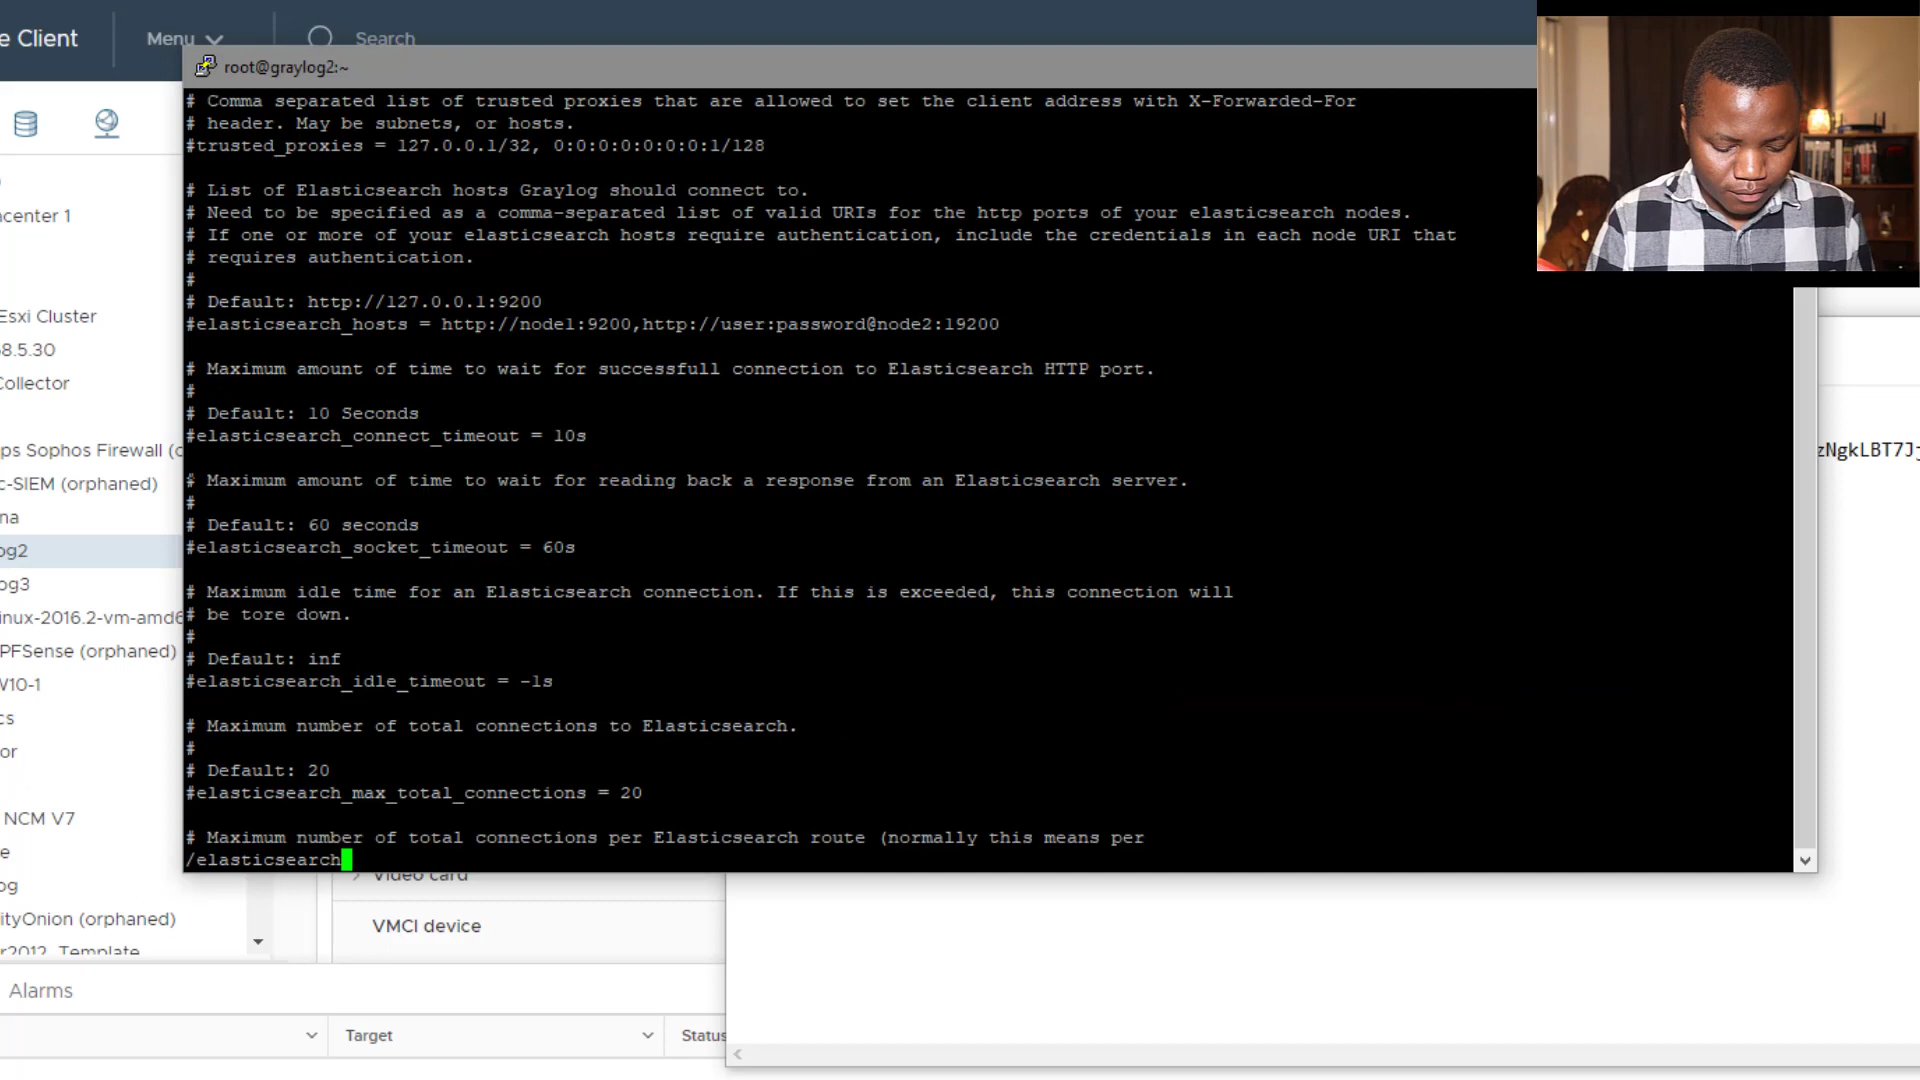 e Client
Menu
Search
root@graylog2:~
# Comma separated list of trusted proxies that are allowed to set the client address with X-Forwarded-For
# header. May be subnets, or hosts.
#trusted_proxies = 127.0.0.1/32, 0:0:0:0:0:0:0:1/128
# List of Elasticsearch hosts Graylog should connect to.
# Need to be specified as a comma-separated list of valid URIs for the http ports of your elasticsearch nodes.
# If one or more of your elasticsearch hosts require authentication, include the credentials in each node URI that
# requires authentication.
#
# Default: http://127.0.0.1:9200
#elasticsearch_hosts = http://node1:9200,http://user:password@node2:19200
# Maximum amount of time to wait for successfull connection to Elasticsearch HTTP port.
#
# Default: 10 Seconds
#elasticsearch_connect_timeout = 10s
# Maximum amount of time to wait for reading back a response from an Elasticsearch server.
#
# Default: 60 seconds
#elasticsearch_socket_timeout = 60s
# Maximum idle time for an Elasticsearch connection. If this is exceeded, this connection will
# be tore down.
#
# Default: inf
#elasticsearch_idle_timeout = -1s
# Maximum number of total connections to Elasticsearch.
#
# Default: 20
#elasticsearch_max_total_connections = 20
# Maximum number of total connections per Elasticsearch route (normally this means per
/elasticsearch
ncenter 1
Esxi Cluster
8.5.30
Collector
ps Sophos Firewall (
c-SIEM (orphaned)
na
og2
og3
inux-2016.2-vm-amd6
PFSense (orphaned)
W10-1
cs
or
NCM V7
e
og
ityOnion (orphaned)
r2012_Template
zNgkLBT7Jj
Video card
VMCI device
Alarms
Target
Status